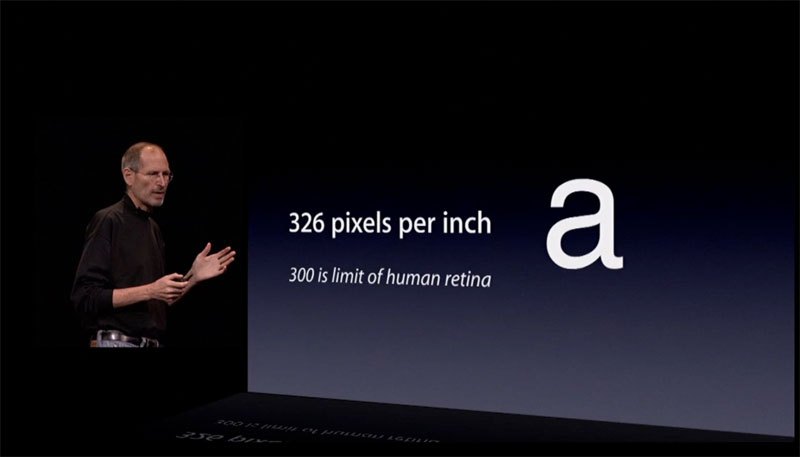 326 pixels per inch
a
300 is limit of human retina